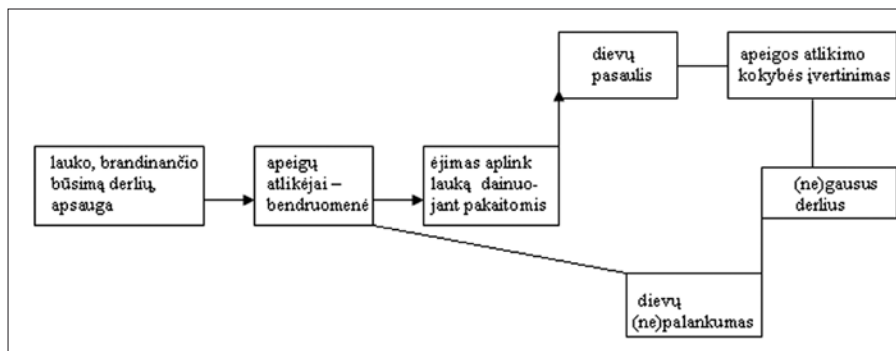 lauko, brandinančio
būsimą derlių,
apsauga
apeigų
atlikėjai –
bendruomenė
ėjimas aplink
lauką dainuo-
jant pakaitomis
dievų
pasaulis
apeigos atlikimo
kokybės įvertinimas
(ne)gausus
derlius
dievų
(ne)palankumas